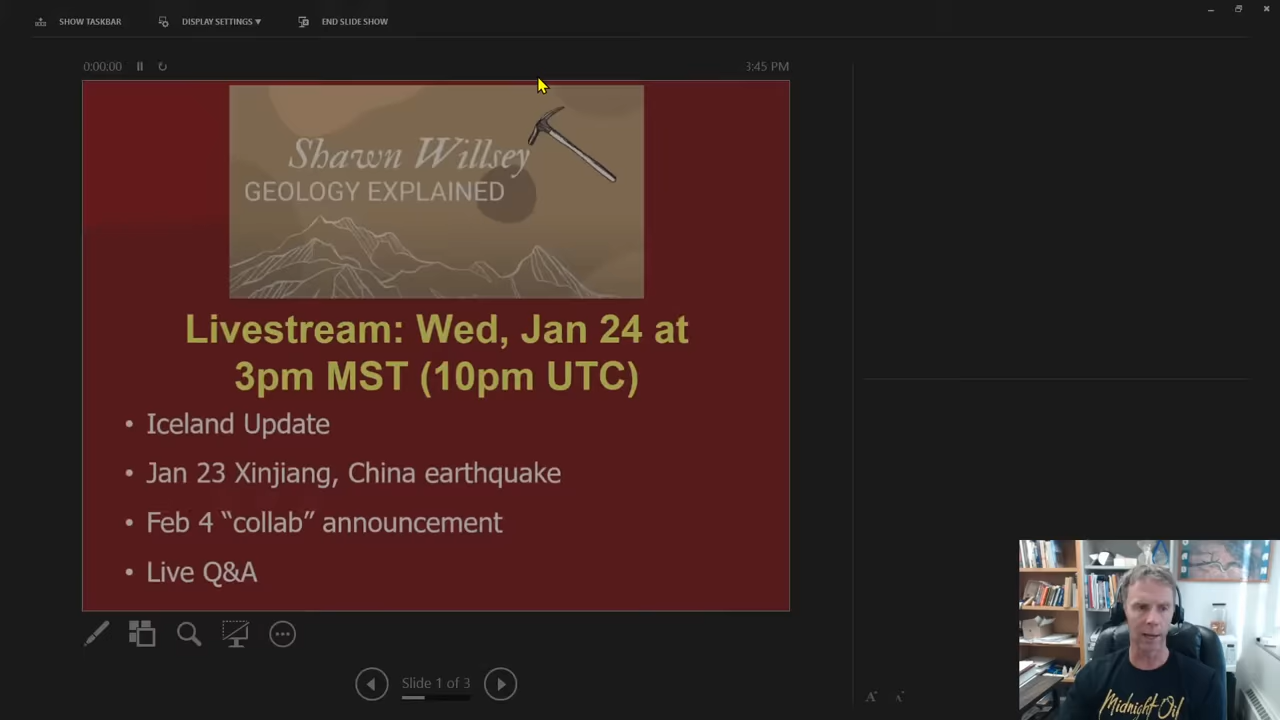 SHOW TASKBAR
DISPLAY SETTINGS ▾
END SLIDE SHOW
0:00:00
3:45 PM
Shawn Willsey
GEOLOGY EXPLAINED
Livestream: Wed, Jan 24 at
3pm MST (10pm UTC)
• Iceland Update
• Jan 23 Xinjiang, China earthquake
• Feb 4 “collab” announcement
• Live Q&A
Slide 1 of 3
A A
Midnight Oil